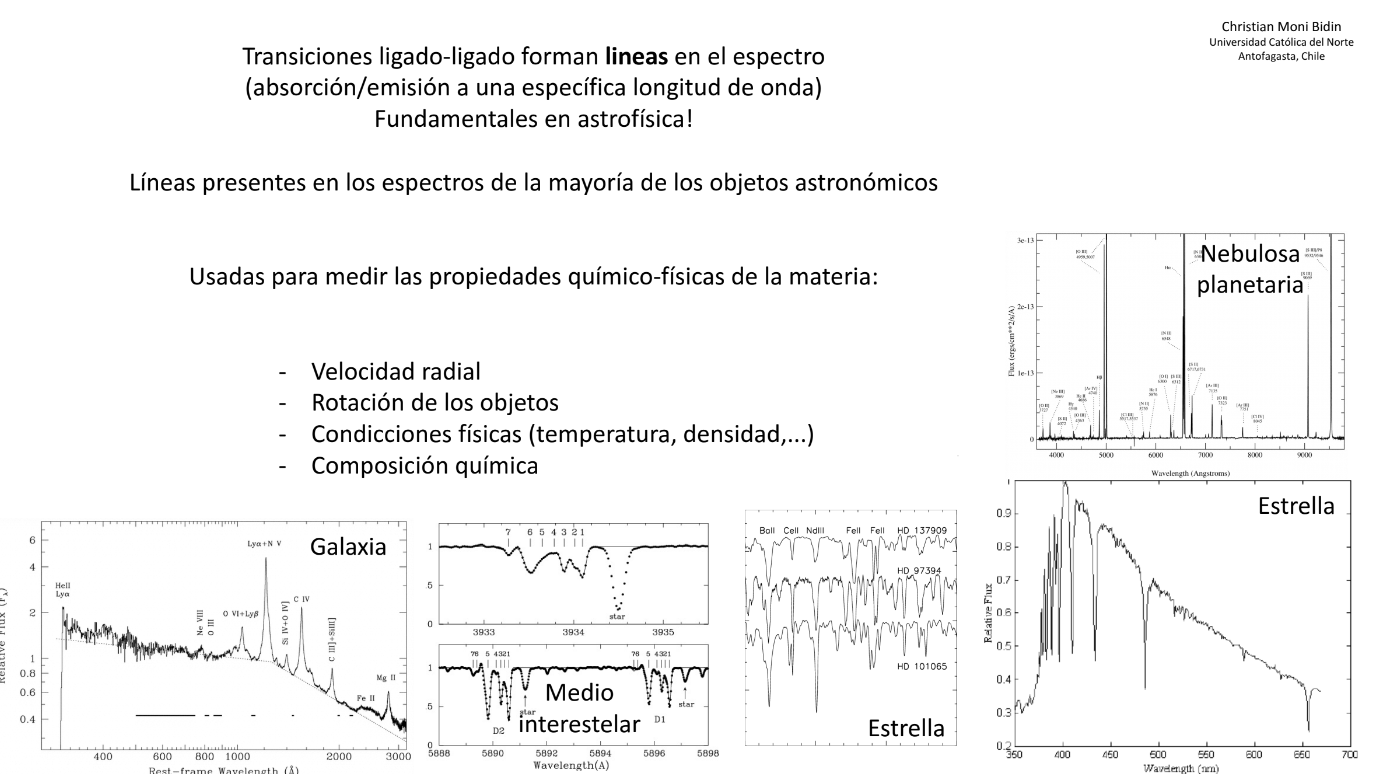 Christian Moni Bidin
Universidad Católica del Norte
Antofagasta, Chile
Transiciones ligado-ligado forman lineas en el espectro
(absorción/emisión a una específica longitud de onda)
Fundamentales en astrofísica!
Líneas presentes en los espectros de la mayoría de los objetos astronómicos
Usadas para medir las propiedades químico-físicas de la materia:
- Velocidad radial
- Rotación de los objetos
- Condicciones físicas (temperatura, densidad,...)
- Composición química
Nebulosa
planetaria
3e-13
2e-13
1e-13
0
Flux (ergs/cm**2/s/A)
4000 5000 6000 7000 8000 9000
Wavelength (Angstroms)
Galaxia
6
4
2
1
0.8
0.6
0.4
HeII
Lyα
Ne VIII
O III
O VI+Lyβ
Lyα+N V
Si IV+O IV]
C IV
C III]+SiIII]
Fe II
Mg II
400 600 800 1000 2000 3000
Rest-frame Wavelength (Å)
7 6 5 4 3 2 1
1
.5
0
star
3933 3934 3935
76 5 4321 76 5 4321
1
.5
0
star star
D2 D1
Medio
interestelar
5888 5890 5892 5894 5896 5898
Wavelength(A)
BaII CeII NdIII FeII FeII HD 137909
HD 97394
HD 101065
Estrella
Estrella
1
0.9
0.8
0.7
0.6
0.5
0.4
0.3
0.2
Relative Flux
350 400 450 500 550 600 650 700
Wavelength (nm)